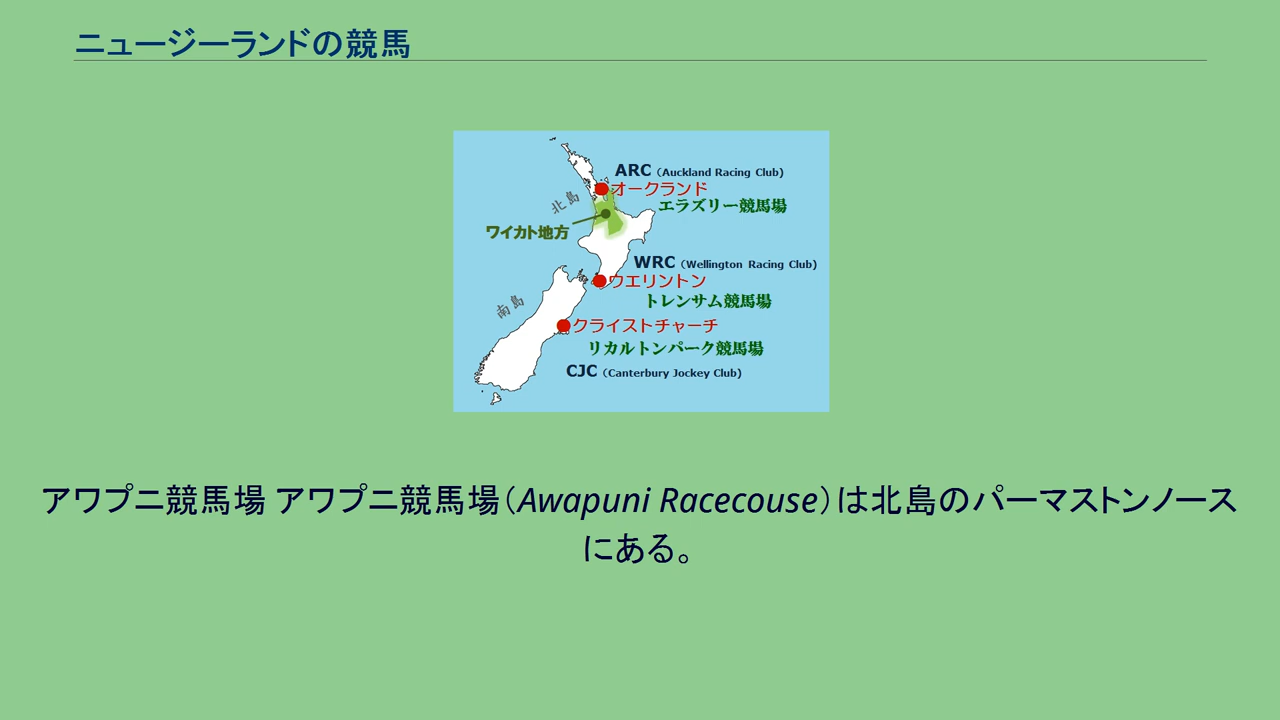 ニュージーランドの競馬
ARC (Auckland Racing Club)
オークランド
エラズリー競馬場
北島
ワイカト地方
WRC (Wellington Racing Club)
ウエリントン
トレンサム競馬場
南島
クライストチャーチ
リカルトンパーク競馬場
CJC (Canterbury Jockey Club)
アワプニ競馬場 アワプニ競馬場（Awapuni Racecouse）は北島のパーマストンノース
にある。